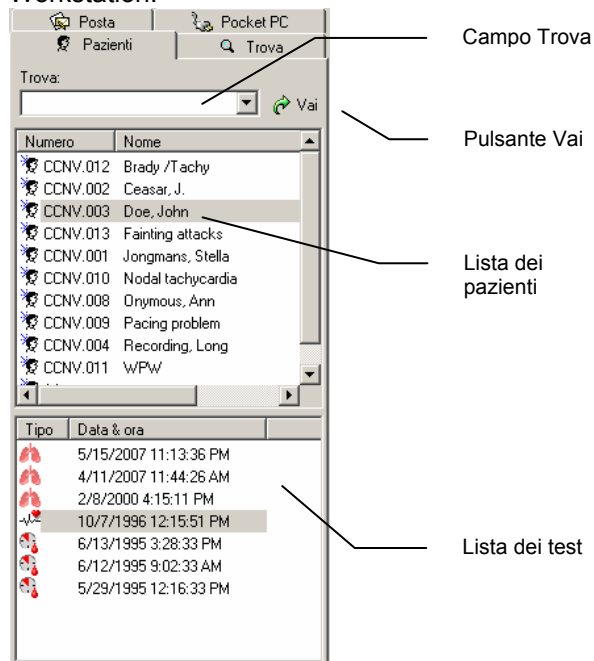 Workstation.
Posta
Pocket PC
Pazienti
Trova
Trova:
Vai
Numero Nome
CCNV.012 Brady /Tachy
CCNV.002 Ceasar, J.
CCNV.003 Doe, John
CCNV.013 Fainting attacks
CCNV.001 Jongmans, Stella
CCNV.010 Nodal tachycardia
CCNV.008 Onymous, Ann
CCNV.009 Pacing problem
CCNV.004 Recording, Long
CCNV.011 WPW
Tipo Data & ora
5/15/2007 11:13:36 PM
4/11/2007 11:44:26 AM
2/8/2000 4:15:11 PM
10/7/1996 12:15:51 PM
6/13/1995 3:28:33 PM
6/12/1995 9:02:33 AM
5/29/1995 12:16:33 PM
Campo Trova
Pulsante Vai
Lista dei
pazienti
Lista dei test